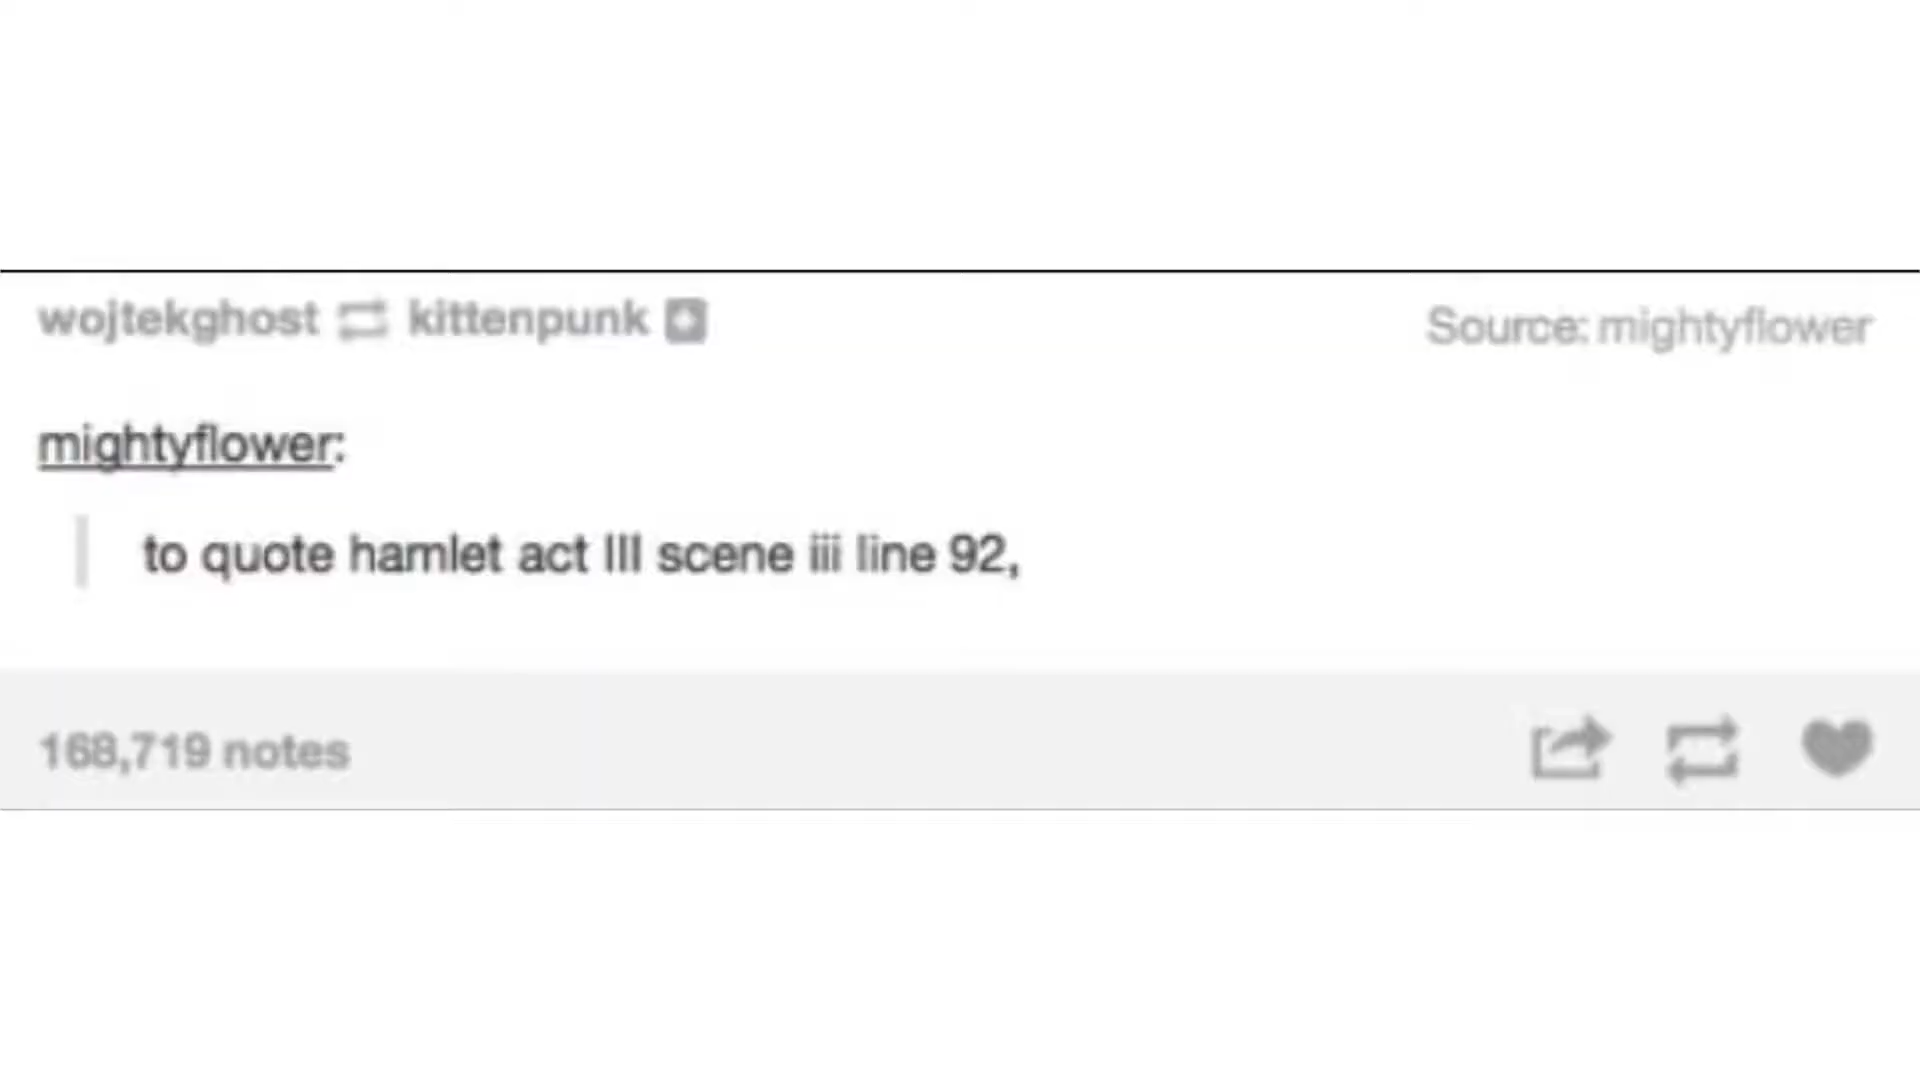 wojtekghost kittenpunk
Source: mightyflower
mightyflower:
to quote hamlet act III scene iii line 92,
168,719 notes